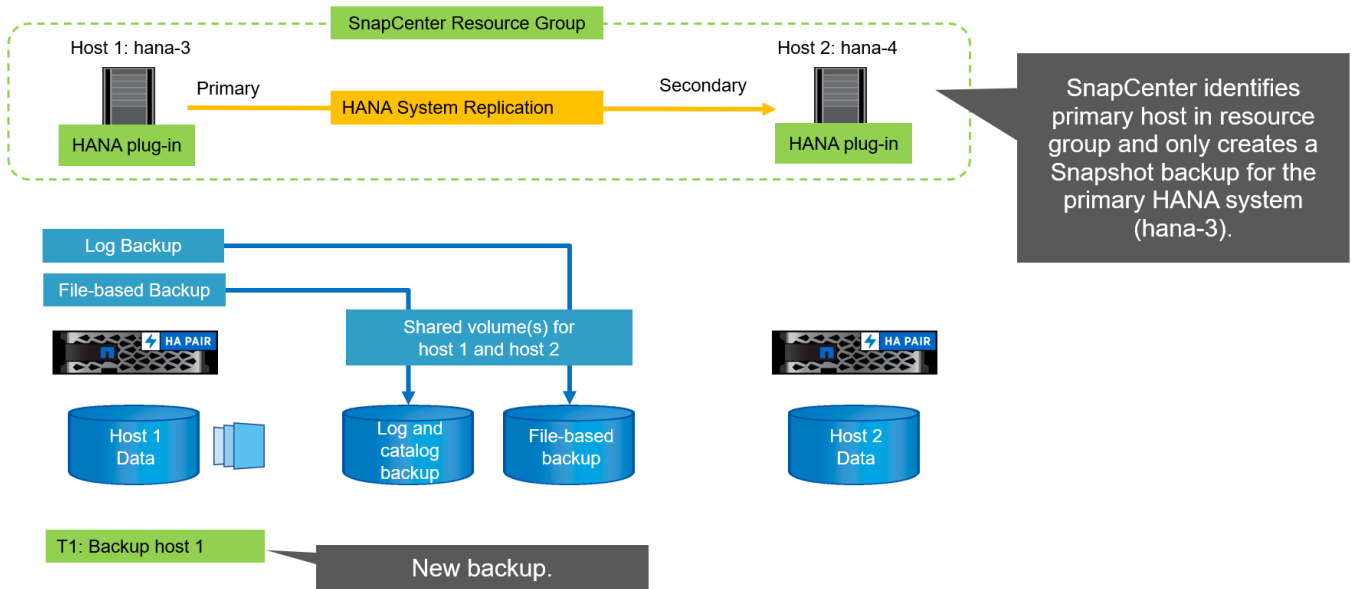 SnapCenter Resource Group
Host 1: hana-3
Host 2: hana-4
Primary
HANA System Replication
Secondary
HANA plug-in
HANA plug-in
SnapCenter identifies
primary host in resource
group and only creates a
Snapshot backup for the
primary HANA system
(hana-3).
Log Backup
File-based Backup
Shared volume(s) for
host 1 and host 2
HA PAIR
HA PAIR
Host 1
Data
Log and
catalog
backup
File-based
backup
Host 2
Data
T1: Backup host 1
New backup.